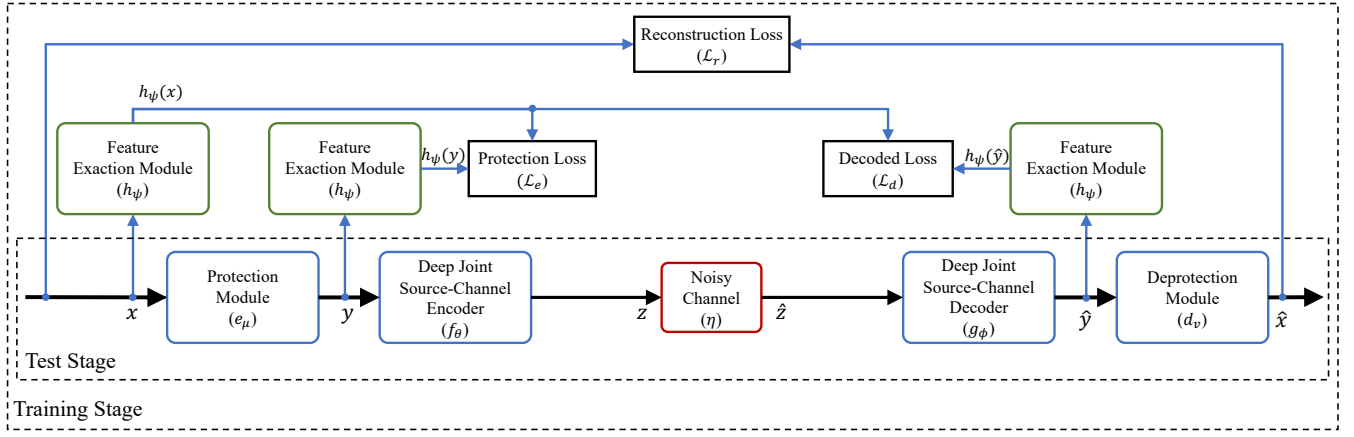 Reconstruction Loss
(ℒ_r)
h_ψ(x)
Feature
Exaction Module
(h_ψ)
Feature
Exaction Module
(h_ψ)
h_ψ(y)
Protection Loss
(ℒ_e)
Decoded Loss
(ℒ_d)
h_ψ(ŷ)
Feature
Exaction Module
(h_ψ)
x
Protection
Module
(e_μ)
y
Deep Joint
Source-Channel
Encoder
(f_θ)
z
Noisy
Channel
(η)
ẑ
Deep Joint
Source-Channel
Decoder
(g_ϕ)
ŷ
Deprotection
Module
(d_v)
x̂
Test Stage
Training Stage